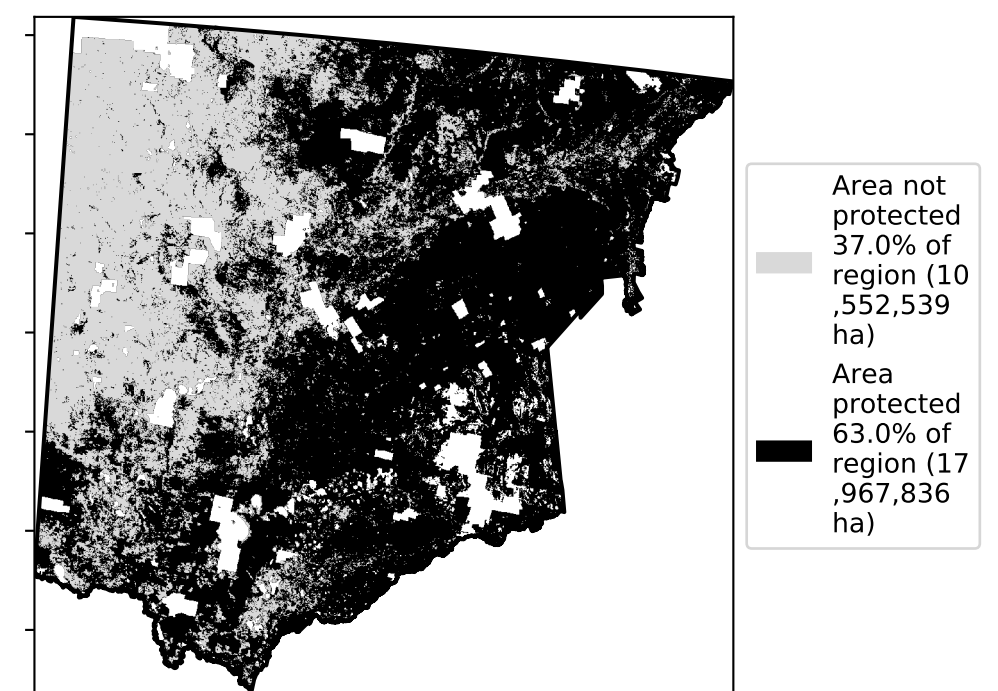 Area not
protected
37.0% of
region (10
,552,539
ha)
Area
protected
63.0% of
region (17
,967,836
ha)